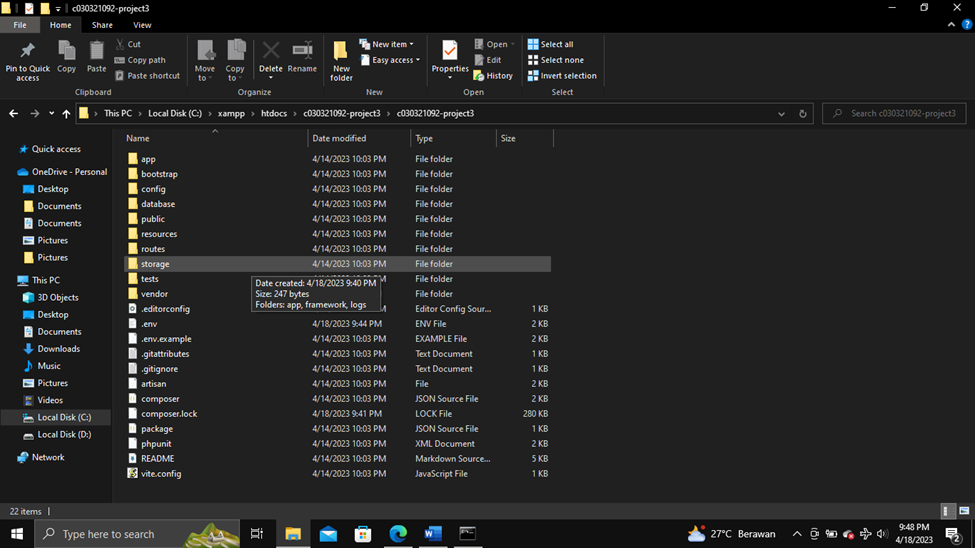 c030321092-project3
File Home Share View
Pin to Quick access
Copy
Paste
Cut
Copy path
Paste shortcut
Clipboard
Move to
Copy to
Delete
Rename
Organize
New folder
New item
Easy access
New
Properties
Open
Edit
History
Open
Select all
Select none
Invert selection
Select
This PC › Local Disk (C:) › xampp › htdocs › c030321092-project3 › c030321092-project3
Search c030321092-project3
Quick access
OneDrive - Personal
Desktop
Documents
Documents
Pictures
Pictures
This PC
3D Objects
Desktop
Documents
Downloads
Music
Pictures
Videos
Local Disk (C:)
Local Disk (D:)
Network
Name Date modified Type Size
app 4/14/2023 10:03 PM File folder
bootstrap 4/14/2023 10:03 PM File folder
config 4/14/2023 10:03 PM File folder
database 4/14/2023 10:03 PM File folder
public 4/14/2023 10:03 PM File folder
resources 4/14/2023 10:03 PM File folder
routes 4/14/2023 10:03 PM File folder
storage 4/14/2023 10:03 PM File folder
tests File folder
vendor File folder
Date created: 4/18/2023 9:40 PM
Size: 247 bytes
Folders: app, framework, logs
.editorconfig Editor Config Sour... 1 KB
.env 4/18/2023 9:44 PM ENV File 2 KB
.env.example 4/14/2023 10:03 PM EXAMPLE File 2 KB
.gitattributes 4/14/2023 10:03 PM Text Document 1 KB
.gitignore 4/14/2023 10:03 PM Text Document 1 KB
artisan 4/14/2023 10:03 PM File 2 KB
composer 4/14/2023 10:03 PM JSON Source File 2 KB
composer.lock 4/18/2023 9:41 PM LOCK File 280 KB
package 4/14/2023 10:03 PM JSON Source File 1 KB
phpunit 4/14/2023 10:03 PM XML Document 2 KB
README 4/14/2023 10:03 PM Markdown Source... 5 KB
vite.config 4/14/2023 10:03 PM JavaScript File 1 KB
22 items
Type here to search
27°C Berawan
9:48 PM
4/18/2023
2